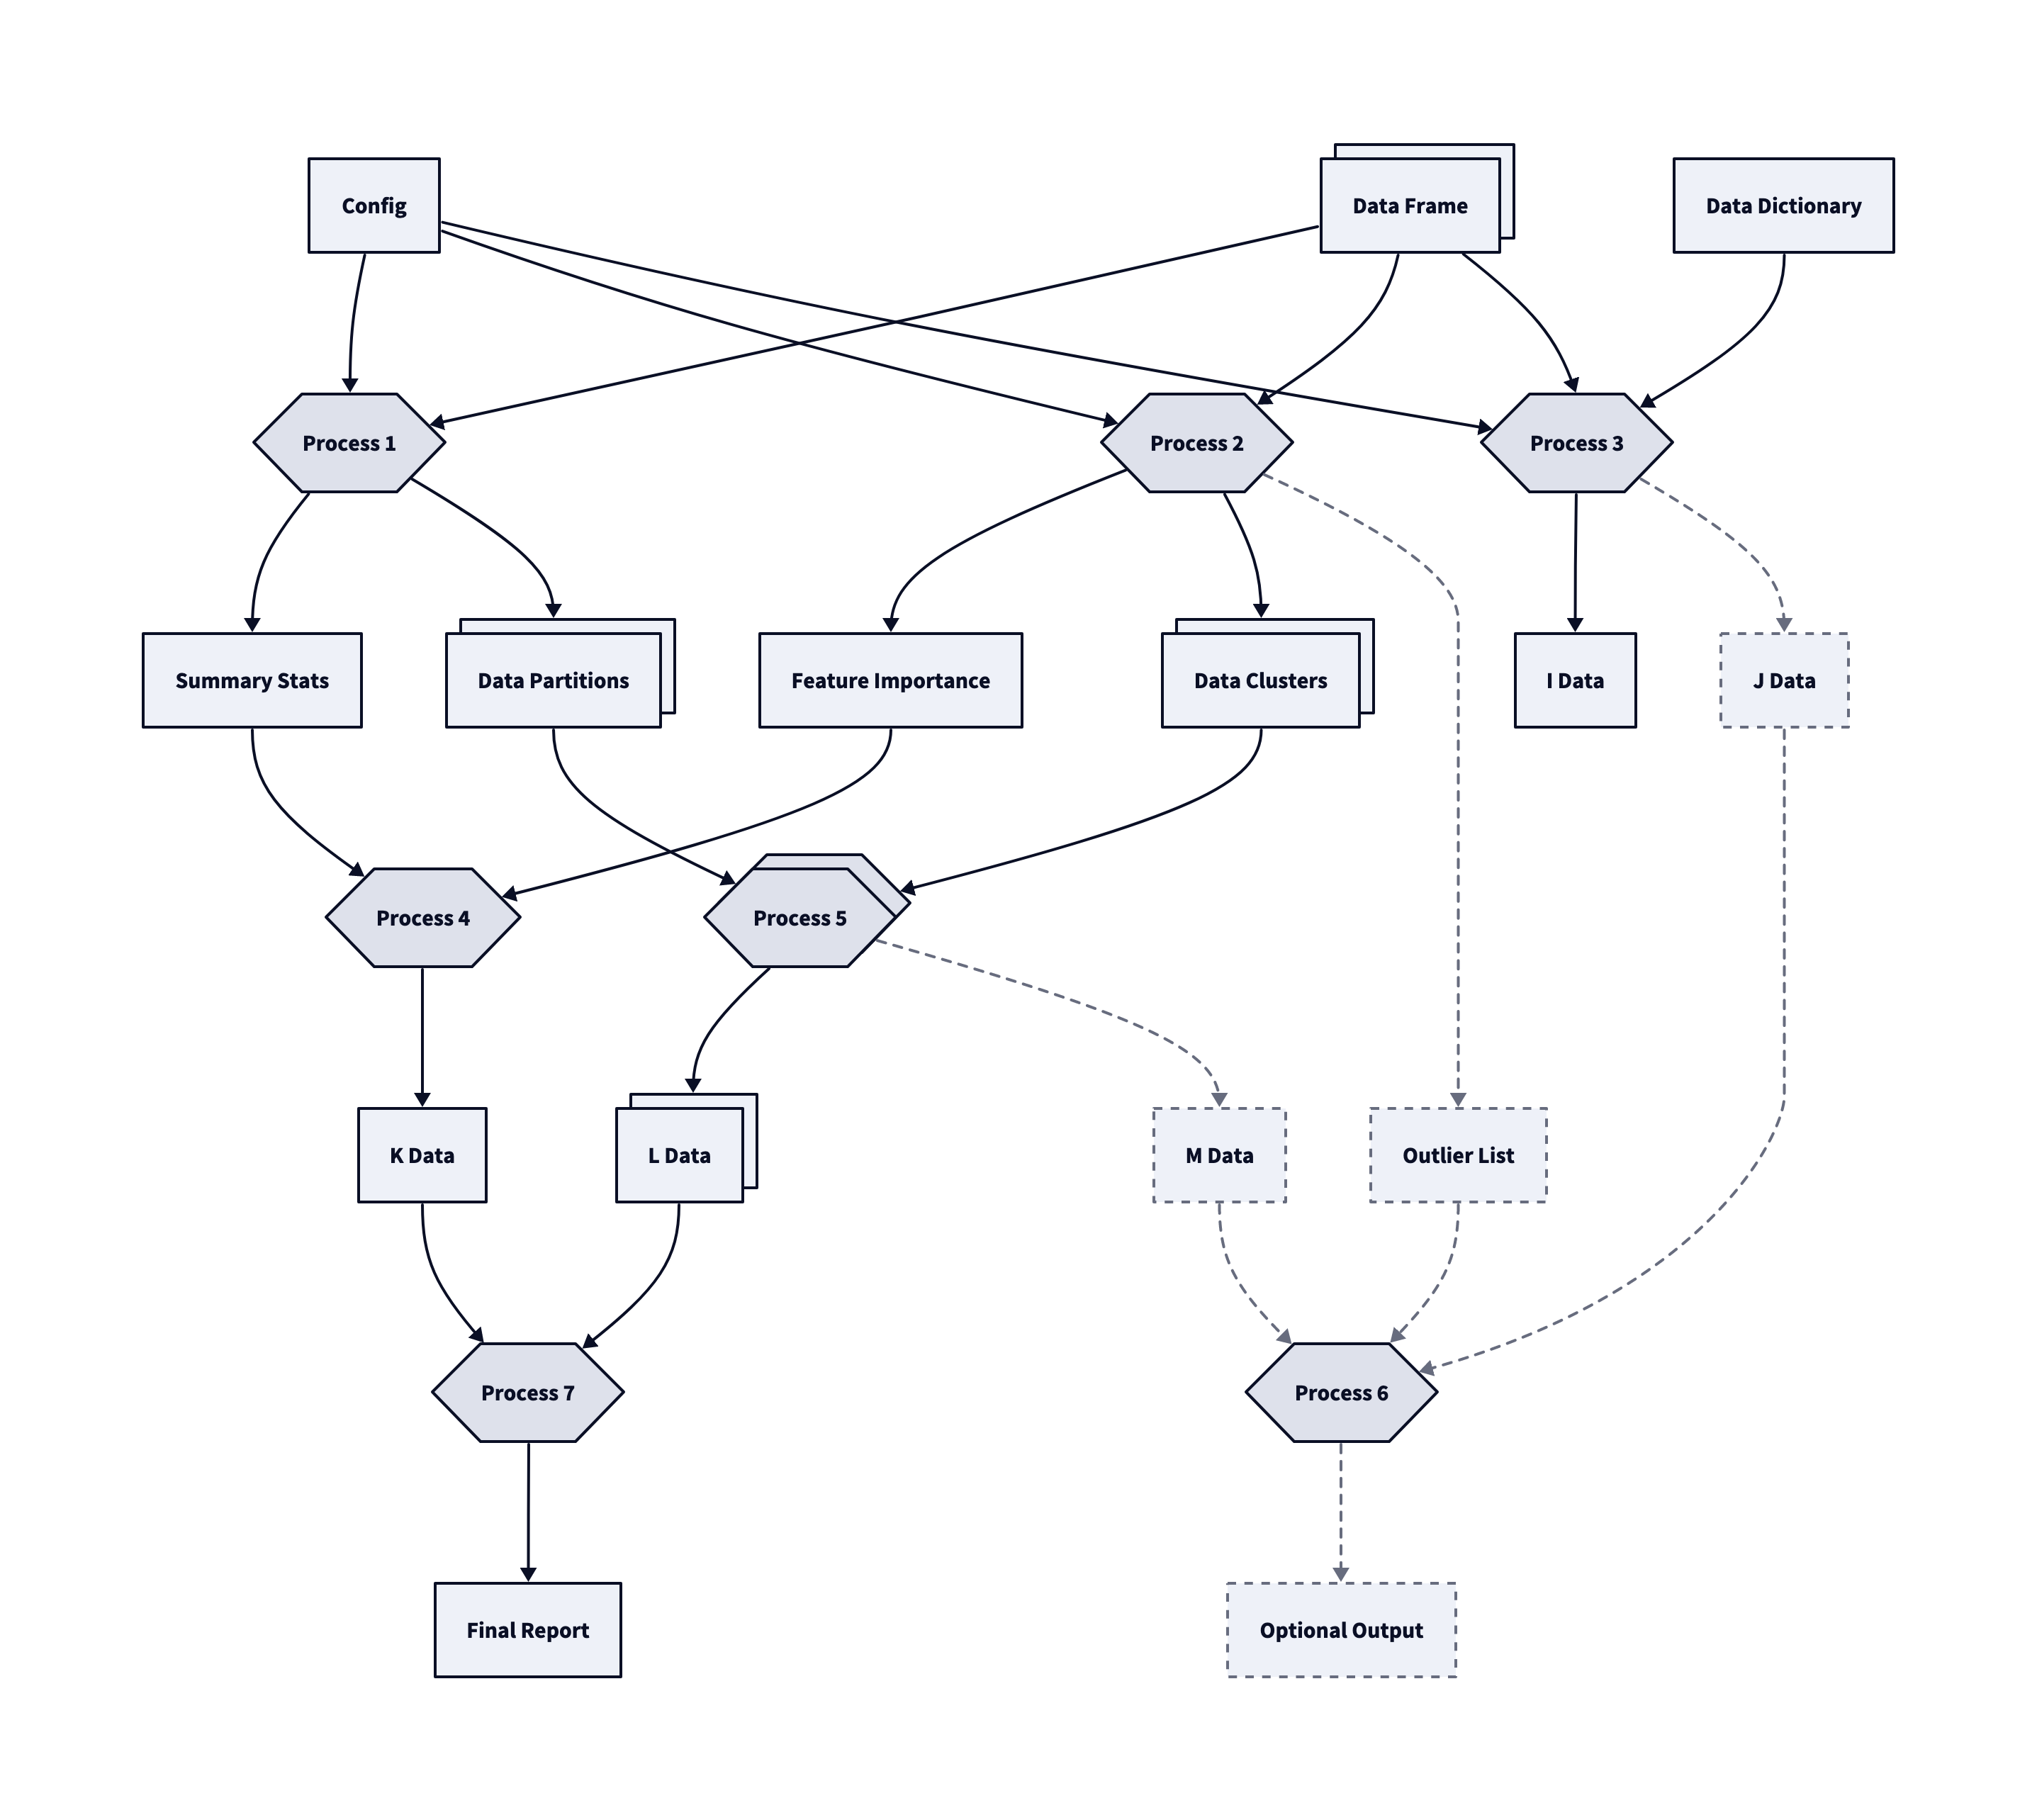 Config
Data Frame
Data Dictionary
Process 1
Process 2
Process 3
Summary Stats
Data Partitions
Feature Importance
Data Clusters
I Data
J Data
Process 4
Process 5
K Data
L Data
M Data
Outlier List
Process 7
Process 6
Final Report
Optional Output